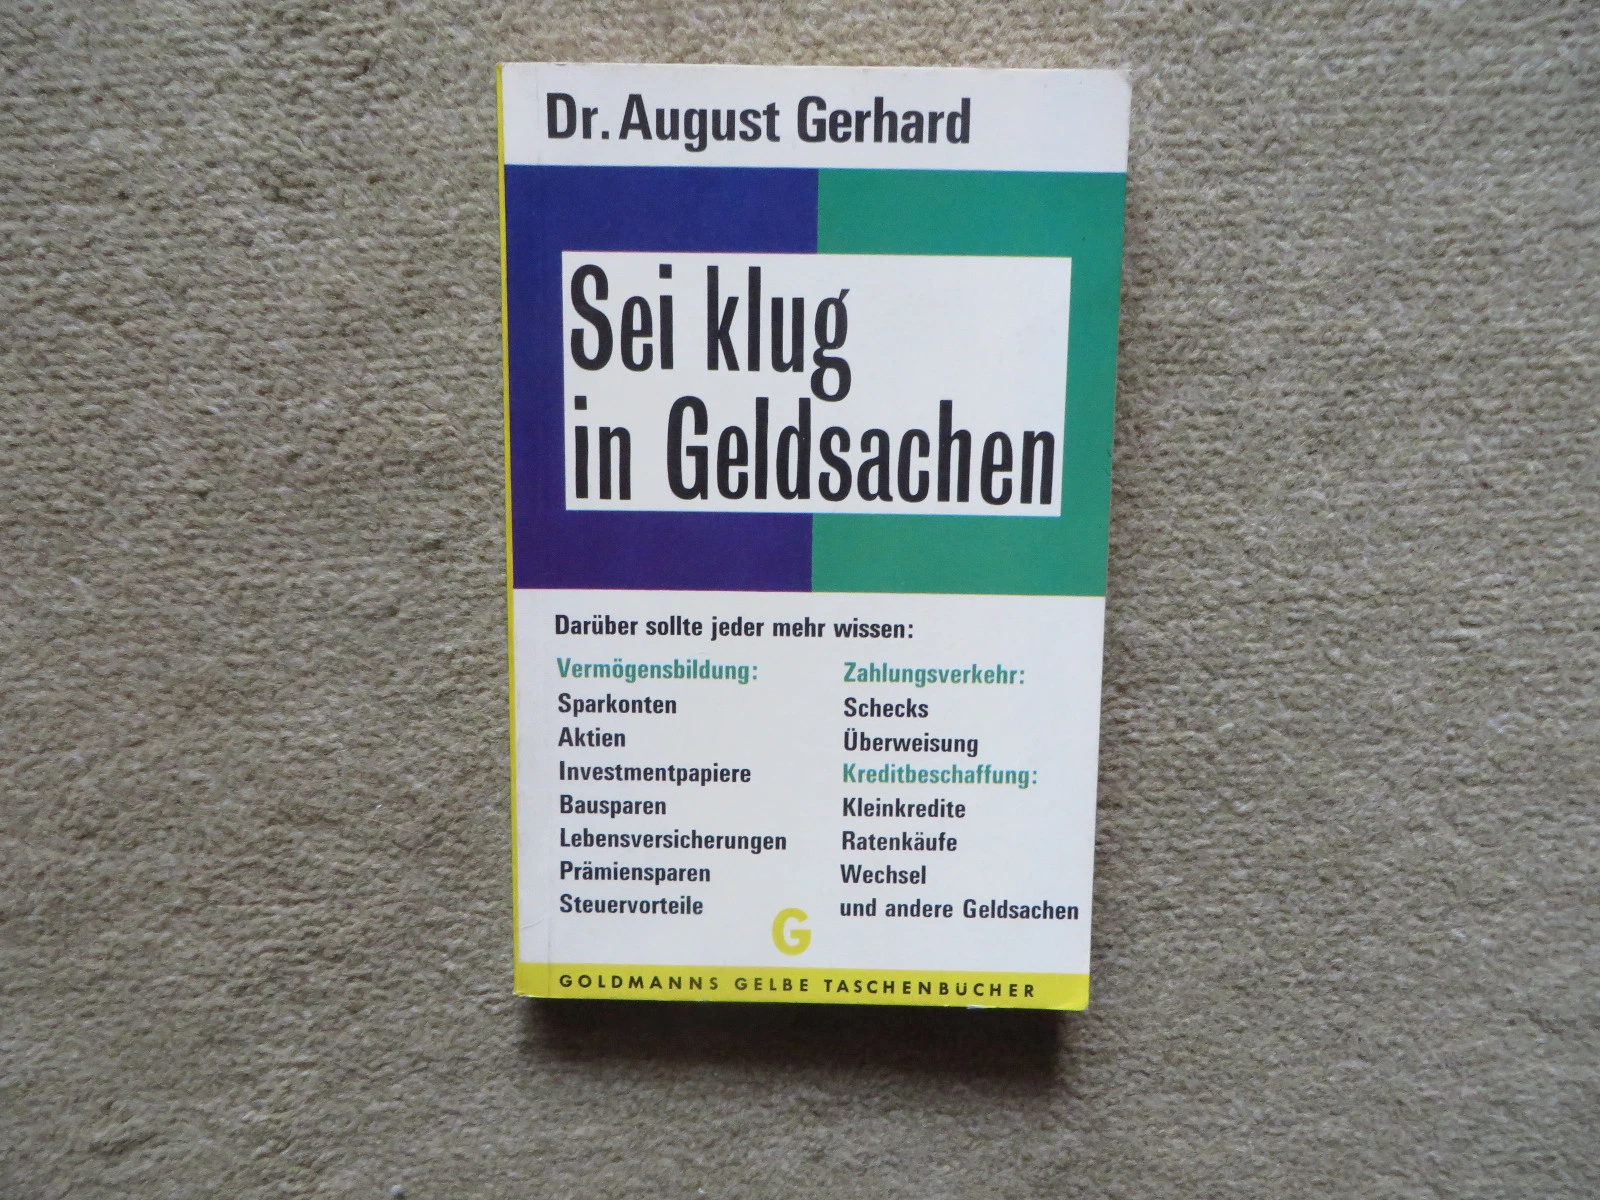 Dr. August Gerhard
Sei klug
in Geldsachen
Darüber sollte jeder mehr wissen:
Vermögensbildung:
Sparkonten
Aktien
Investmentpapiere
Bausparen
Lebensversicherungen
Prämiensparen
Steuervorteile
Zahlungsverkehr:
Schecks
Überweisung
Kreditbeschaffung:
Kleinkredite
Ratenkäufe
Wechsel
und andere Geldsachen
G
GOLDMANNS GELBE TASCHENBÜCHER